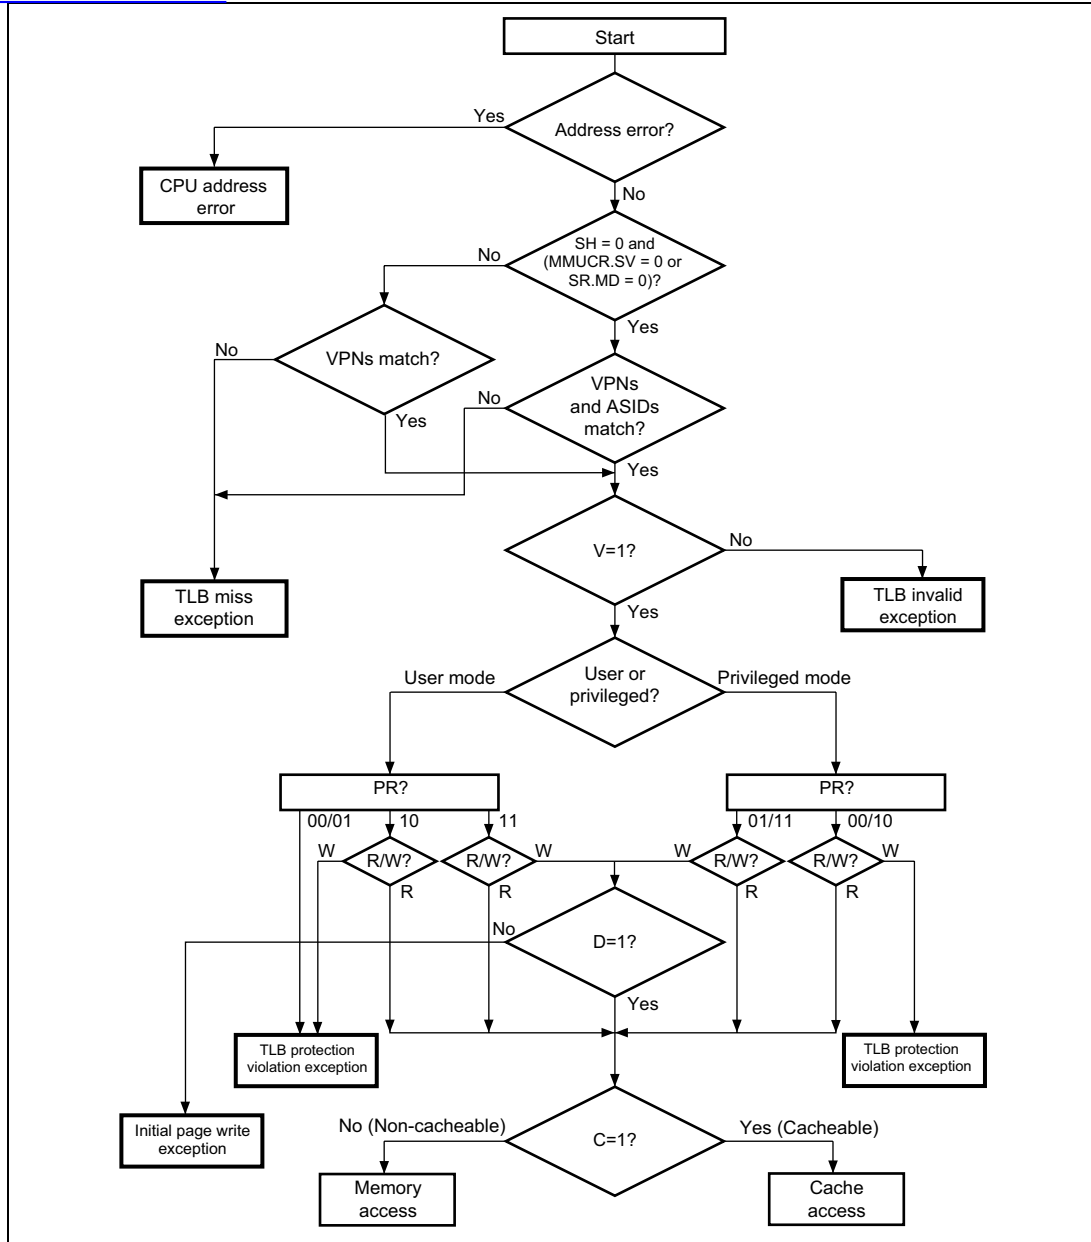 Start
Yes
Address error?
CPU address
error
No
No
SH = 0 and
(MMUCR.SV = 0 or
SR.MD = 0)?
Yes
No
VPNs match?
No
VPNs
and ASIDs
match?
Yes
Yes
V=1?
No
TLB miss
exception
TLB invalid
exception
Yes
User mode
User or
privileged?
Privileged mode
PR?
PR?
00/01
10
11
01/11
00/10
W
R/W?
R/W?
W
W
R/W?
R/W?
W
R
R
R
R
No
D=1?
Yes
TLB protection
violation exception
TLB protection
violation exception
Initial page write
exception
No (Non-cacheable)
C=1?
Yes (Cacheable)
Memory
access
Cache
access